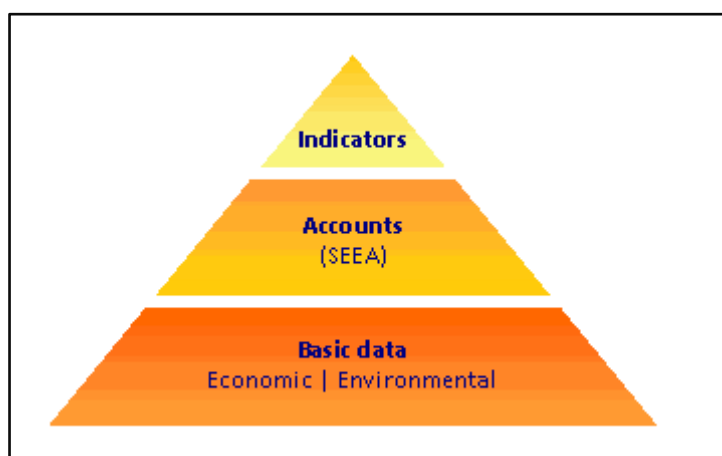 Indicators
Accounts
(SEEA)
Basic data
Economic | Environmental